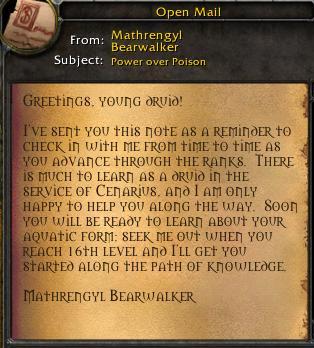 Open Mail
From: Mathrengyl
Bearwalker
Subject: Power over Poison
Greetings, young druid!
I've sent you this note as a reminder to
check in with me from time to time as
you advance through the ranks.  There
is much to learn as a druid in the
service of Cenarius, and I am only
happy to help you along the way.  Soon
you will be ready to learn about your
aquatic form: seek me out when you
reach 16th level and I'll get you
started along the path of knowledge.
Mathrengyl Bearwalker